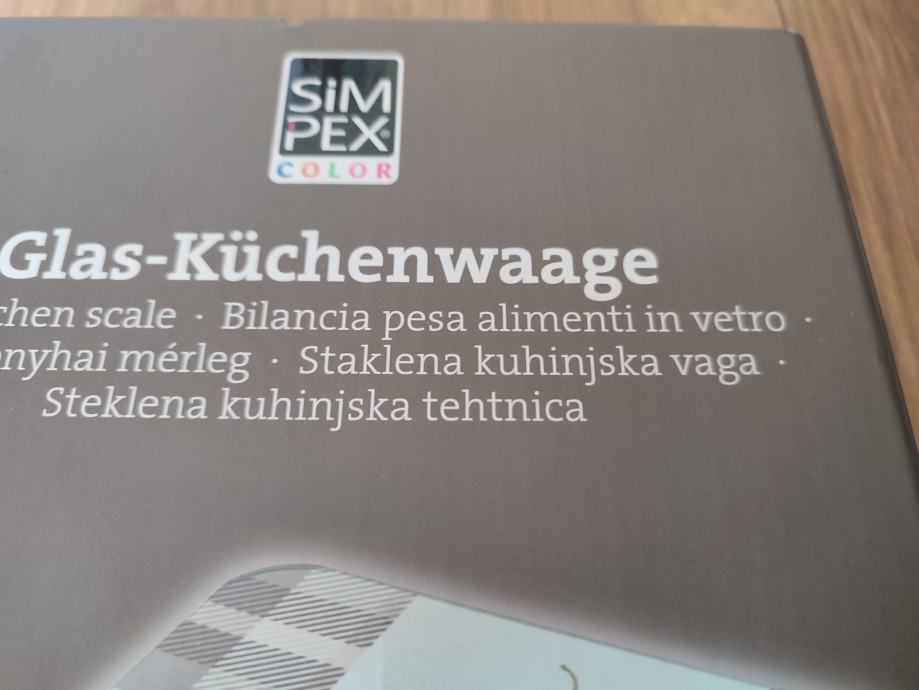 SiM
PEX®
COLOR
Glas-Küchenwaage
chen scale · Bilancia pesa alimenti in vetro ·
onyhai mérleg · Staklena kuhinjska vaga ·
Steklena kuhinjska tehtnica